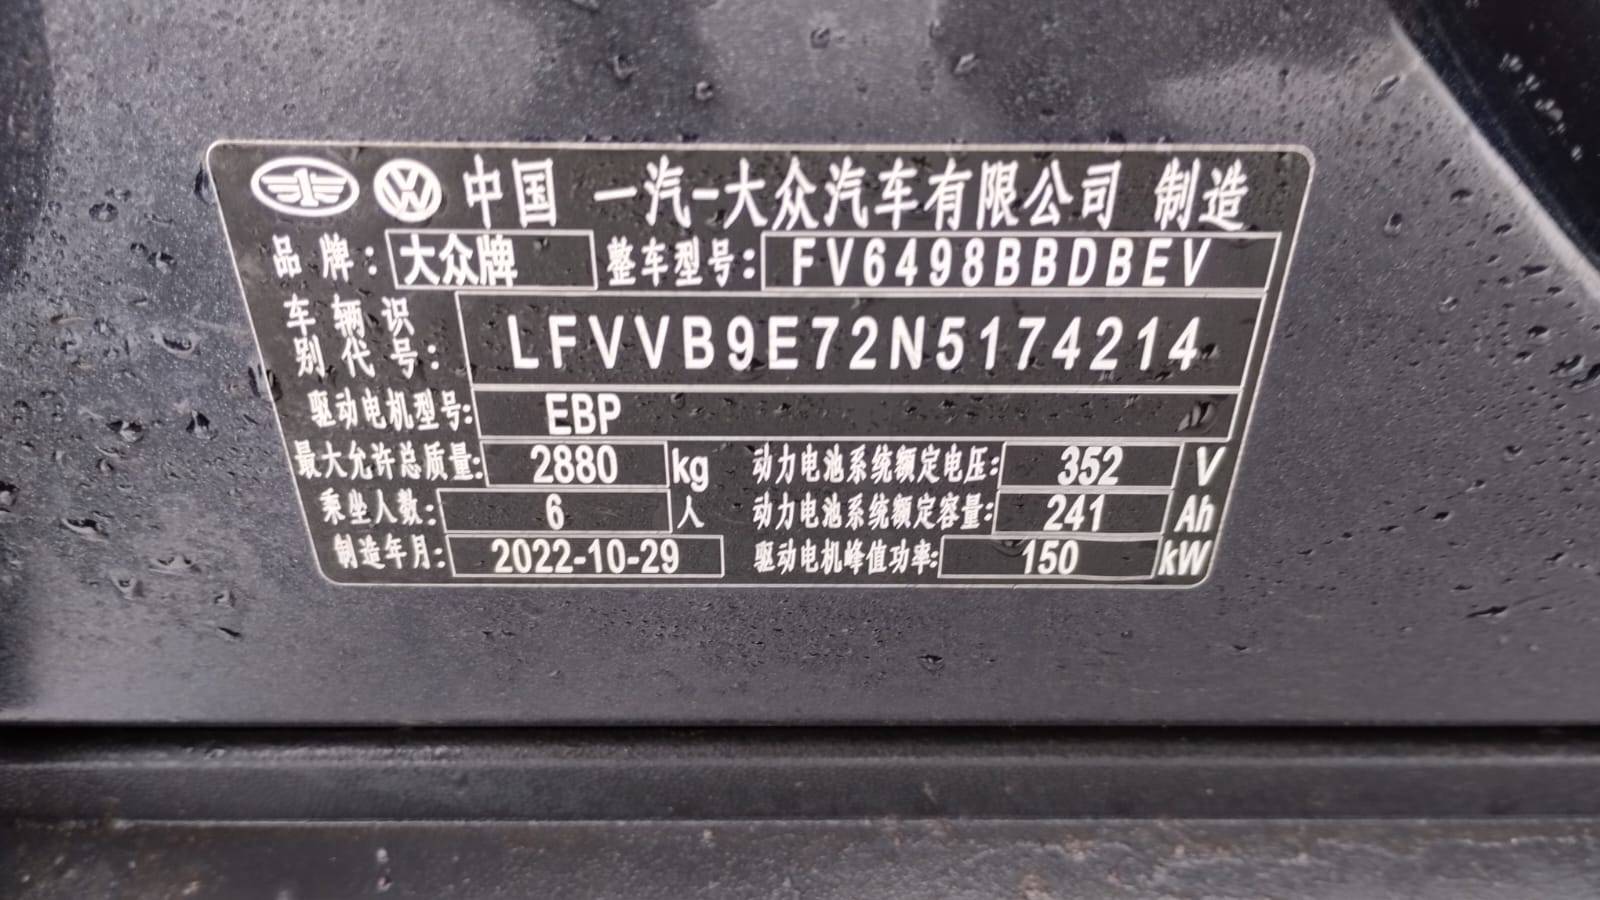 中国 一汽-大众汽车有限公司 制造
品牌: 大众牌 整车型号: FV6498BBDBEV
车辆识别代号: LFVVB9E72N5174214
驱动电机型号: EBP
最大允许总质量: 2880 kg 动力电池系统额定电压: 352 V
乘坐人数: 6 人 动力电池系统额定容量: 241 Ah
制造年月: 2022-10-29 驱动电机峰值功率: 150 kW